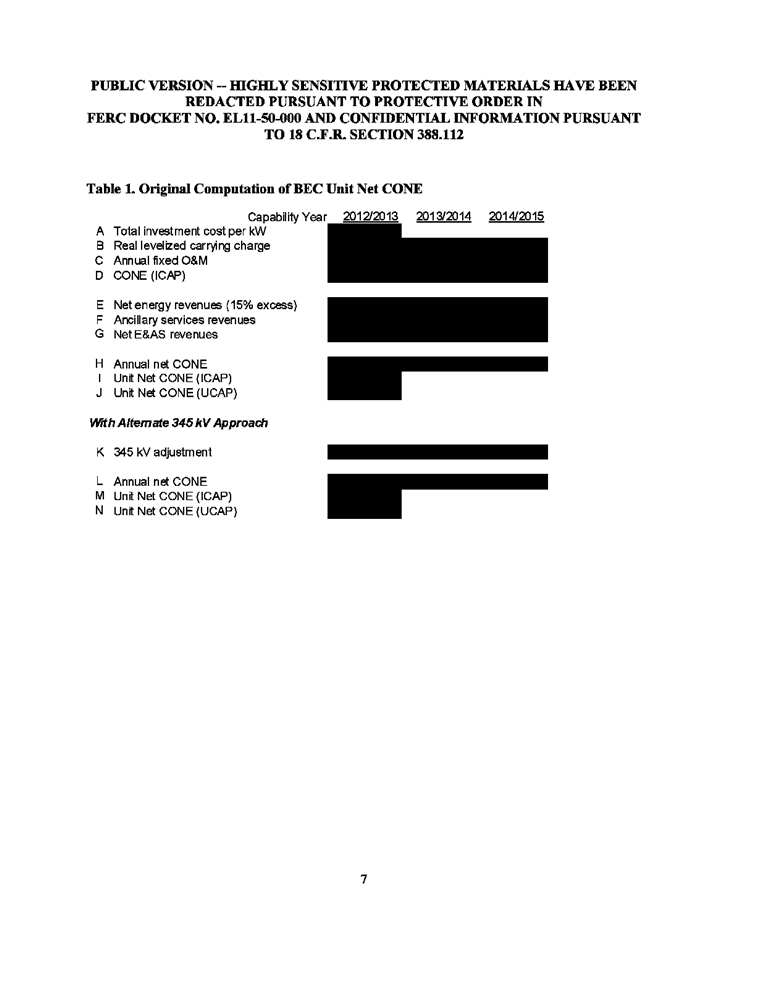 PUBLIC VERSION -- HIGHLY SENSITIVE PROTECTED MATERIALS HAVE BEEN
REDACTED PURSUANT TO PROTECTIVE ORDER IN
FERC DOCKET NO. EL11-50-000 AND CONFIDENTIAL INFORMATION PURSUANT
TO 18 C.F.R. SECTION 388.112
Table 1. Original Computation of BEC Unit Net CONE
Capability Year 2012/2013 2013/2014 2014/2015
A Total investment cost per kW
B Real levelized carrying charge
C Annual fixed O&M
D CONE (ICAP)
E Net energy revenues (15% excess)
F Ancillary services revenues
G Net E&AS revenues
H Annual net CONE
I Unit Net CONE (ICAP)
J Unit Net CONE (UCAP)
With Alternate 345 kV Approach
K 345 kV adjustment
L Annual net CONE
M Unit Net CONE (ICAP)
N Unit Net CONE (UCAP)
7